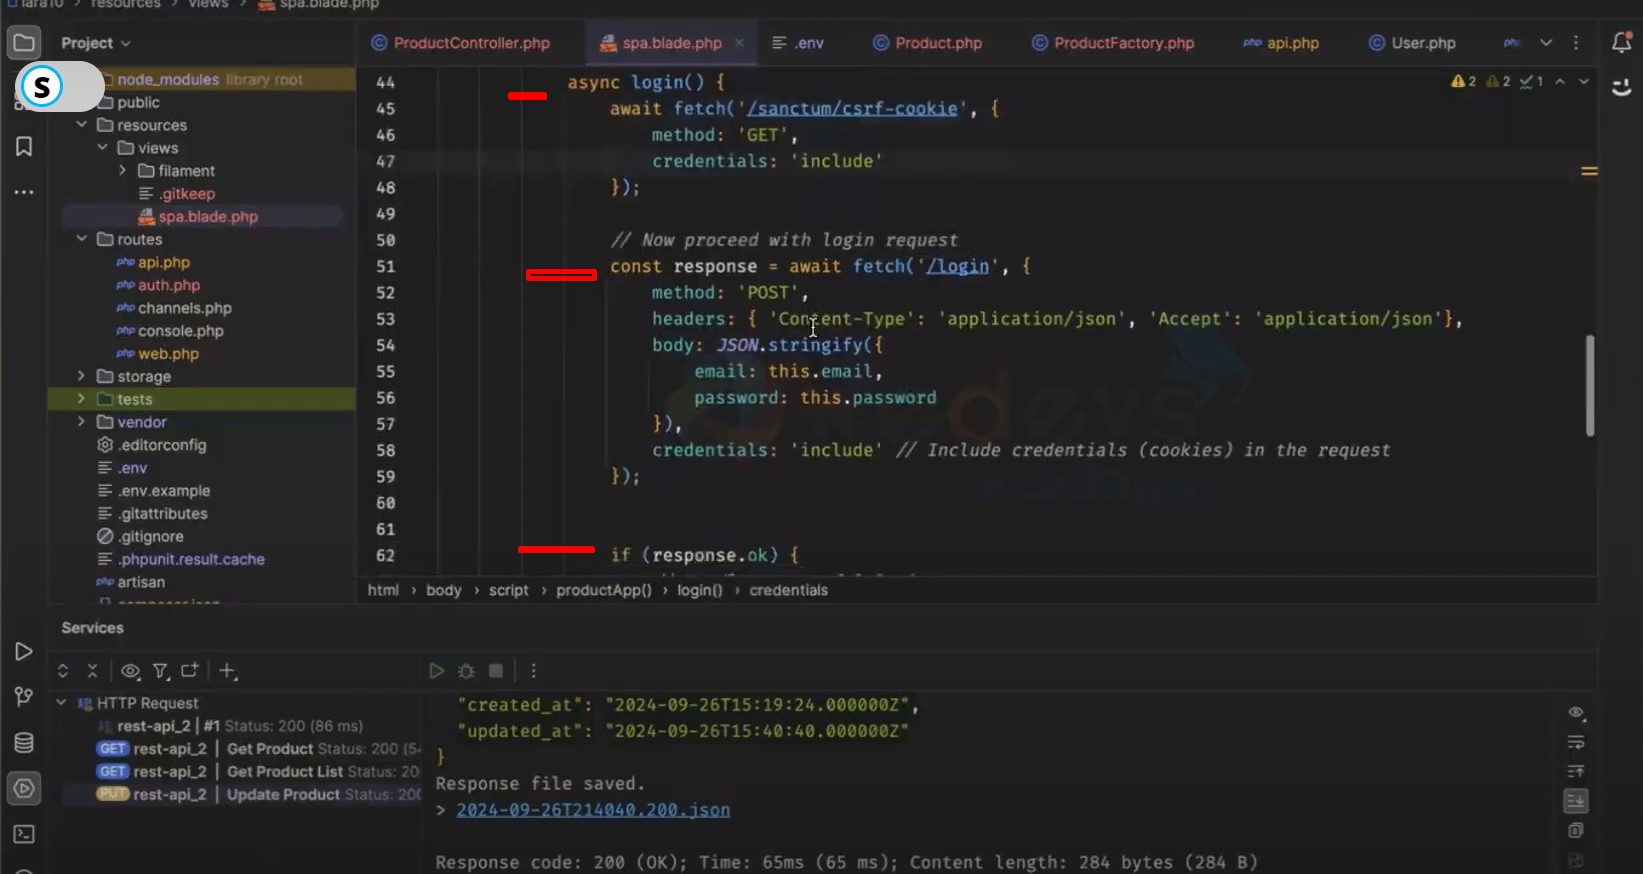 lara10 > resources > views > spa.blade.php
Project
ProductController.php
spa.blade.php
.env
Product.php
ProductFactory.php
api.php
User.php
php
S
node_modules library root
public
resources
views
filament
.gitkeep
spa.blade.php
routes
php api.php
php auth.php
php channels.php
php console.php
php web.php
storage
tests
vendor
.editorconfig
.env
.env.example
.gitattributes
.gitignore
.phpunit.result.cache
php artisan
2 2 1
44 async login() {
45 await fetch('/sanctum/csrf-cookie', {
46 method: 'GET',
47 credentials: 'include'
48 });
49
50 // Now proceed with login request
51 const response = await fetch('/login', {
52 method: 'POST',
53 headers: { 'Content-Type': 'application/json', 'Accept': 'application/json'},
54 body: JSON.stringify({
55 email: this.email,
56 password: this.password
57 }),
58 credentials: 'include' // Include credentials (cookies) in the request
59 });
60
61
62 if (response.ok) {
html > body > script > productApp() > login() > credentials
Services
HTTP Request
rest-api_2 | #1 Status: 200 (86 ms)
GET rest-api_2 | Get Product Status: 200 (54
GET rest-api_2 | Get Product List Status: 20
PUT rest-api_2 | Update Product Status: 200
"created_at": "2024-09-26T15:19:24.000000Z",
"updated_at": "2024-09-26T15:40:40.000000Z"
}
Response file saved.
> 2024-09-26T214040.200.json
Response code: 200 (OK); Time: 65ms (65 ms); Content length: 284 bytes (284 B)